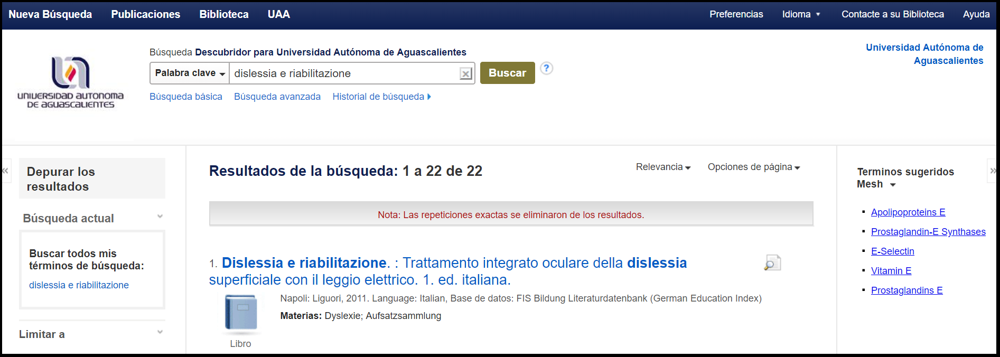 Nueva Búsqueda Publicaciones Biblioteca UAA Preferencias Idioma Contacte a su Biblioteca Ayuda
UNIVERSIDAD AUTONOMA
DE AGUASCALIENTES
Búsqueda Descubridor para Universidad Autónoma de Aguascalientes
Palabra clave dislessia e riabilitazione Buscar ?
Búsqueda básica Búsqueda avanzada Historial de búsqueda
Universidad Autónoma de
Aguascalientes
Depurar los
resultados
Búsqueda actual
Buscar todos mis
términos de búsqueda:
dislessia e riabilitazione
Limitar a
Resultados de la búsqueda: 1 a 22 de 22
Relevancia Opciones de página
Nota: Las repeticiones exactas se eliminaron de los resultados.
1. Dislessia e riabilitazione. : Trattamento integrato oculare della dislessia
superficiale con il leggio elettrico. 1. ed. italiana.
Napoli: Liguori, 2011. Language: Italian, Base de datos: FIS Bildung Literaturdatenbank (German Education Index)
Materias: Dyslexie; Aufsatzsammlung
Libro
Terminos sugeridos
Mesh
Apolipoproteins E
Prostaglandin-E Synthases
E-Selectin
Vitamin E
Prostaglandins E